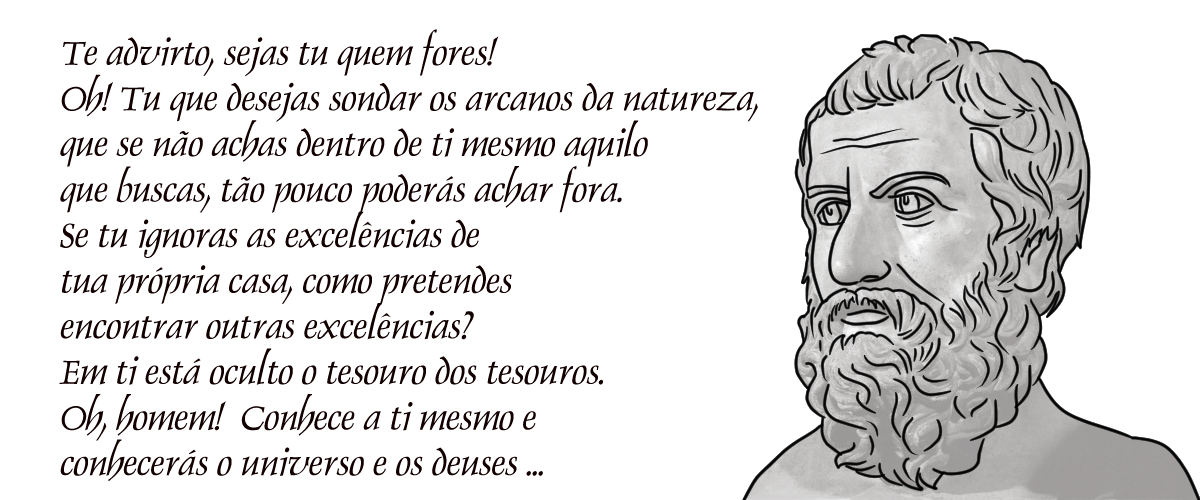 Te advirto, sejas tu quem fores!
Oh! Tu que desejas sondar os arcanos da natureza,
que se não achas dentro de ti mesmo aquilo
que buscas, tão pouco poderás achar fora.
Se tu ignoras as excelências de
tua própria casa, como pretendes
encontrar outras excelências?
Em ti está oculto o tesouro dos tesouros.
Oh, homem!  Conhece a ti mesmo e
conhecerás o universo e os deuses ...